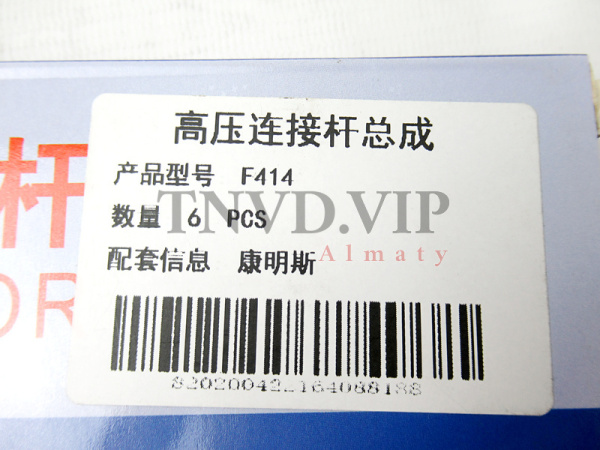 高压连接杆总成
产品型号 F414
数量 6 PCS
TNVD.VIP
Almaty
配套信息 康明斯
杆
OR